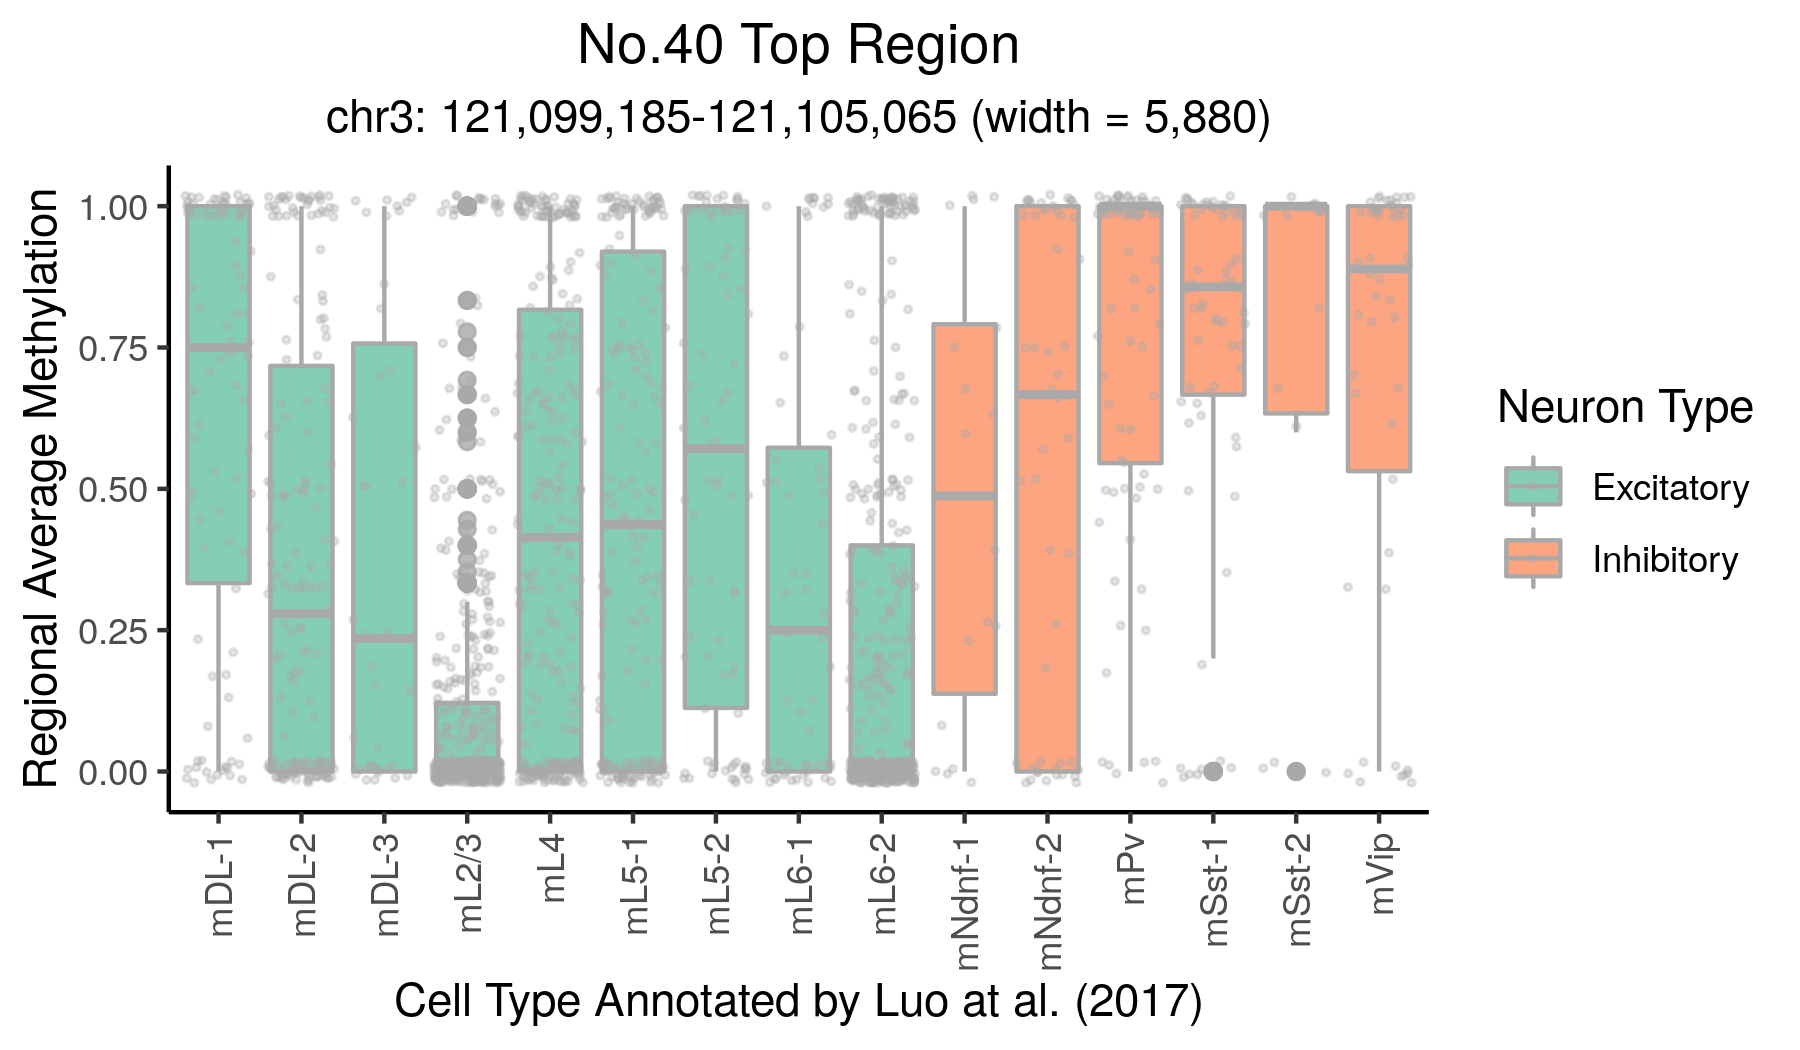 No.40 Top Region
chr3: 121,099,185-121,105,065 (width = 5,880)
Regional Average Methylation
1.00
0.75
0.50
0.25
0.00
mDL-1
mDL-2
mDL-3
mL2/3
mL4
mL5-1
mL5-2
mL6-1
mL6-2
mNdnf-1
mNdnf-2
mPv
mSst-1
mSst-2
mVip
Cell Type Annotated by Luo at al. (2017)
Neuron Type
Excitatory
Inhibitory